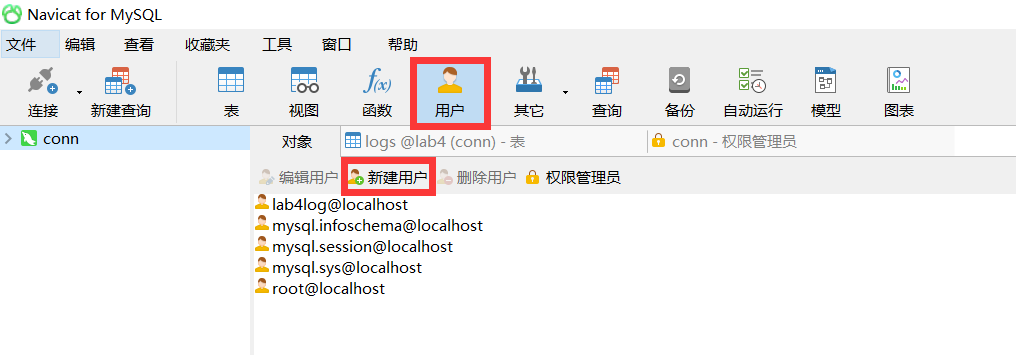 Navicat for MySQL
文件 编辑 查看 收藏夹 工具 窗口 帮助
连接 新建查询 表 视图 f(x) 函数 用户 其它 查询 备份 自动运行 模型 图表
conn
对象 logs @lab4 (conn) - 表 conn - 权限管理员
编辑用户 新建用户 删除用户 权限管理员
lab4log@localhost
mysql.infoschema@localhost
mysql.session@localhost
mysql.sys@localhost
root@localhost